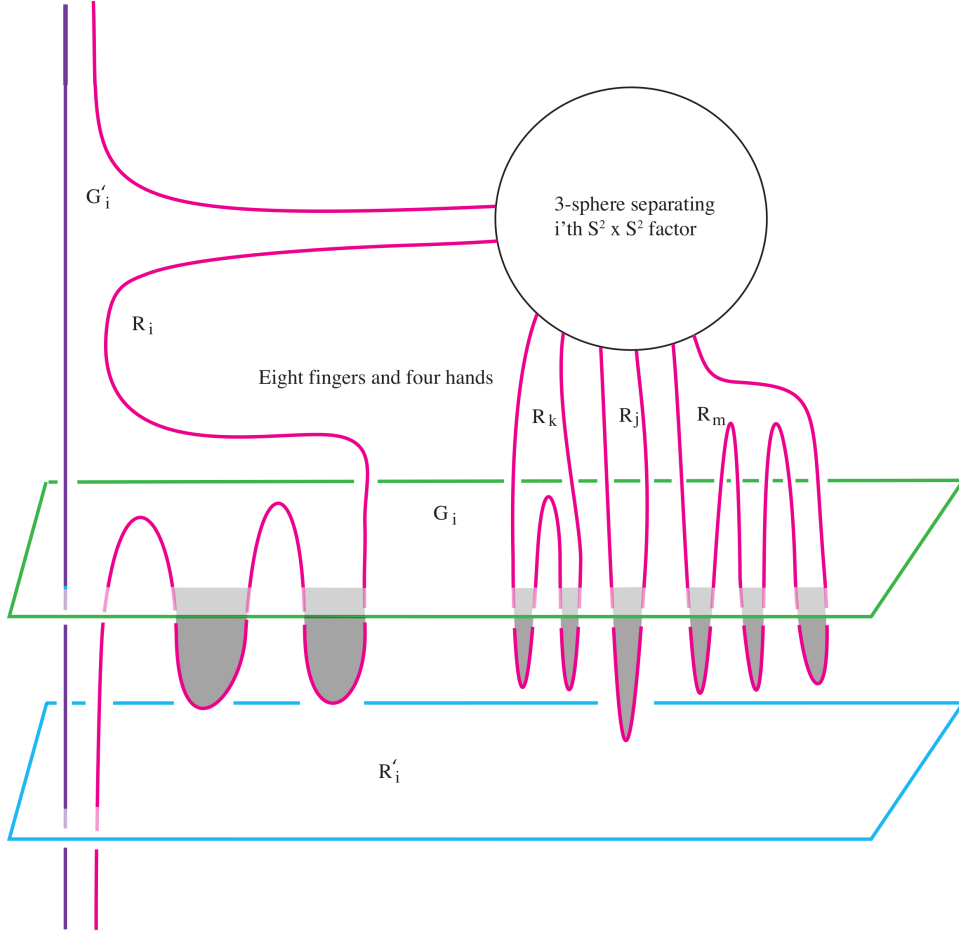 G′i
3-sphere separating
i'th S² x S² factor
Ri
Eight fingers and four hands
Rk
Rj
Rm
Gi
R′i